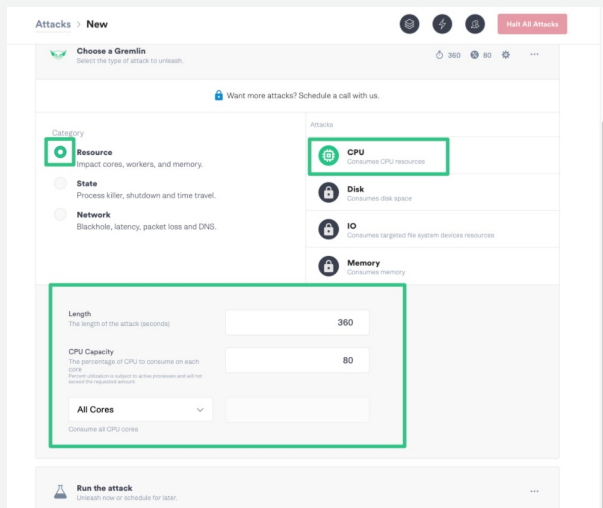 Attacks > New
Halt All Attacks
Choose a Gremlin
Select the type of attack to unleash.
360 80
Want more attacks? Schedule a call with us.
Category
Resource
Impact cores, workers, and memory.
State
Process killer, shutdown and time travel.
Network
Blackhole, latency, packet loss and DNS.
Attacks
CPU
Consumes CPU resources
Disk
Consumes disk space
IO
Consumes targeted file system devices resources
Memory
Consumes memory
Length
The length of the attack (seconds)
360
CPU Capacity
The percentage of CPU to consume on each
core
Percent utilization is subject to active processes and will not
exceed the requested amount
80
All Cores
Consume all CPU cores
Run the attack
Unleash now or schedule for later.